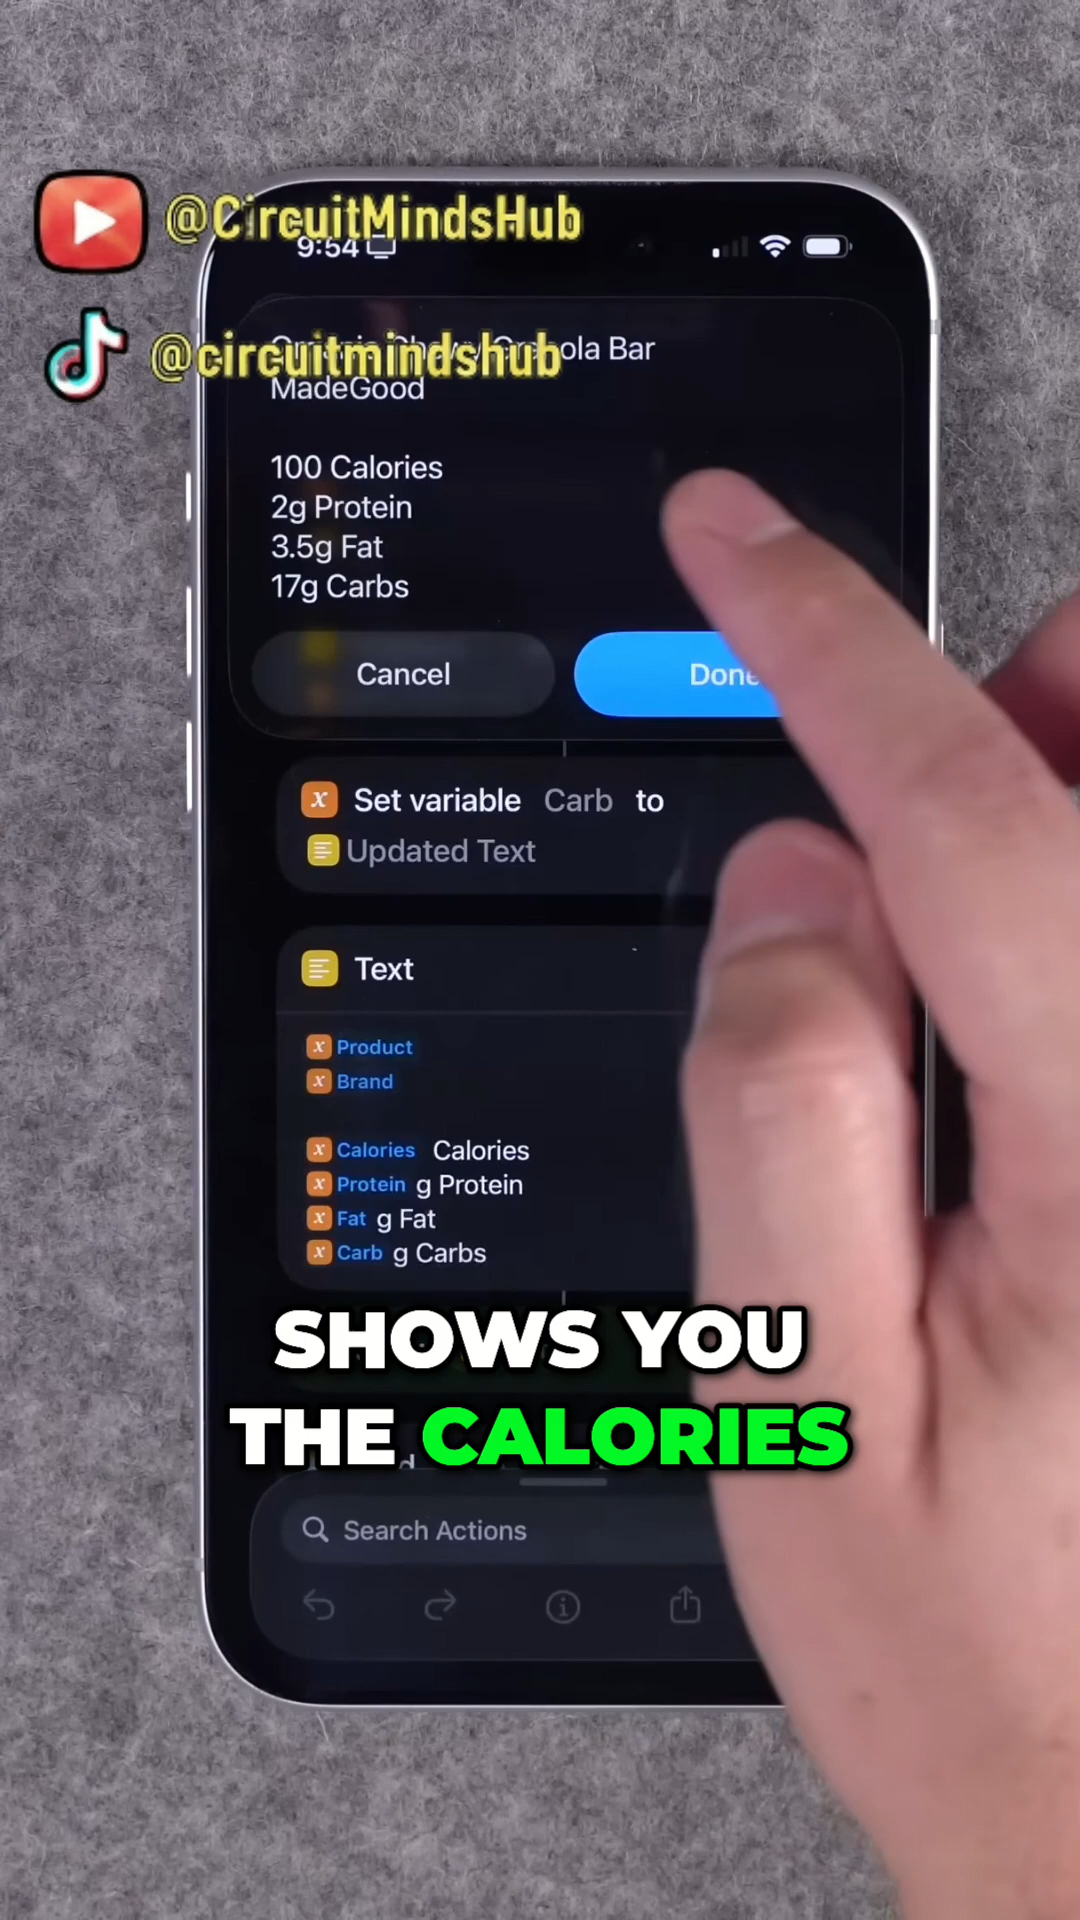 @CircuitMindsHub
9:54
@circuitmindshub
Bar
MadeGood
100 Calories
2g Protein
3.5g Fat
17g Carbs
Cancel
Done
Set variable Carb to
Updated Text
Text
Product
Brand
Calories Calories
Protein g Protein
Fat g Fat
Carb g Carbs
SHOWS YOU
THE CALORIES
Search Actions